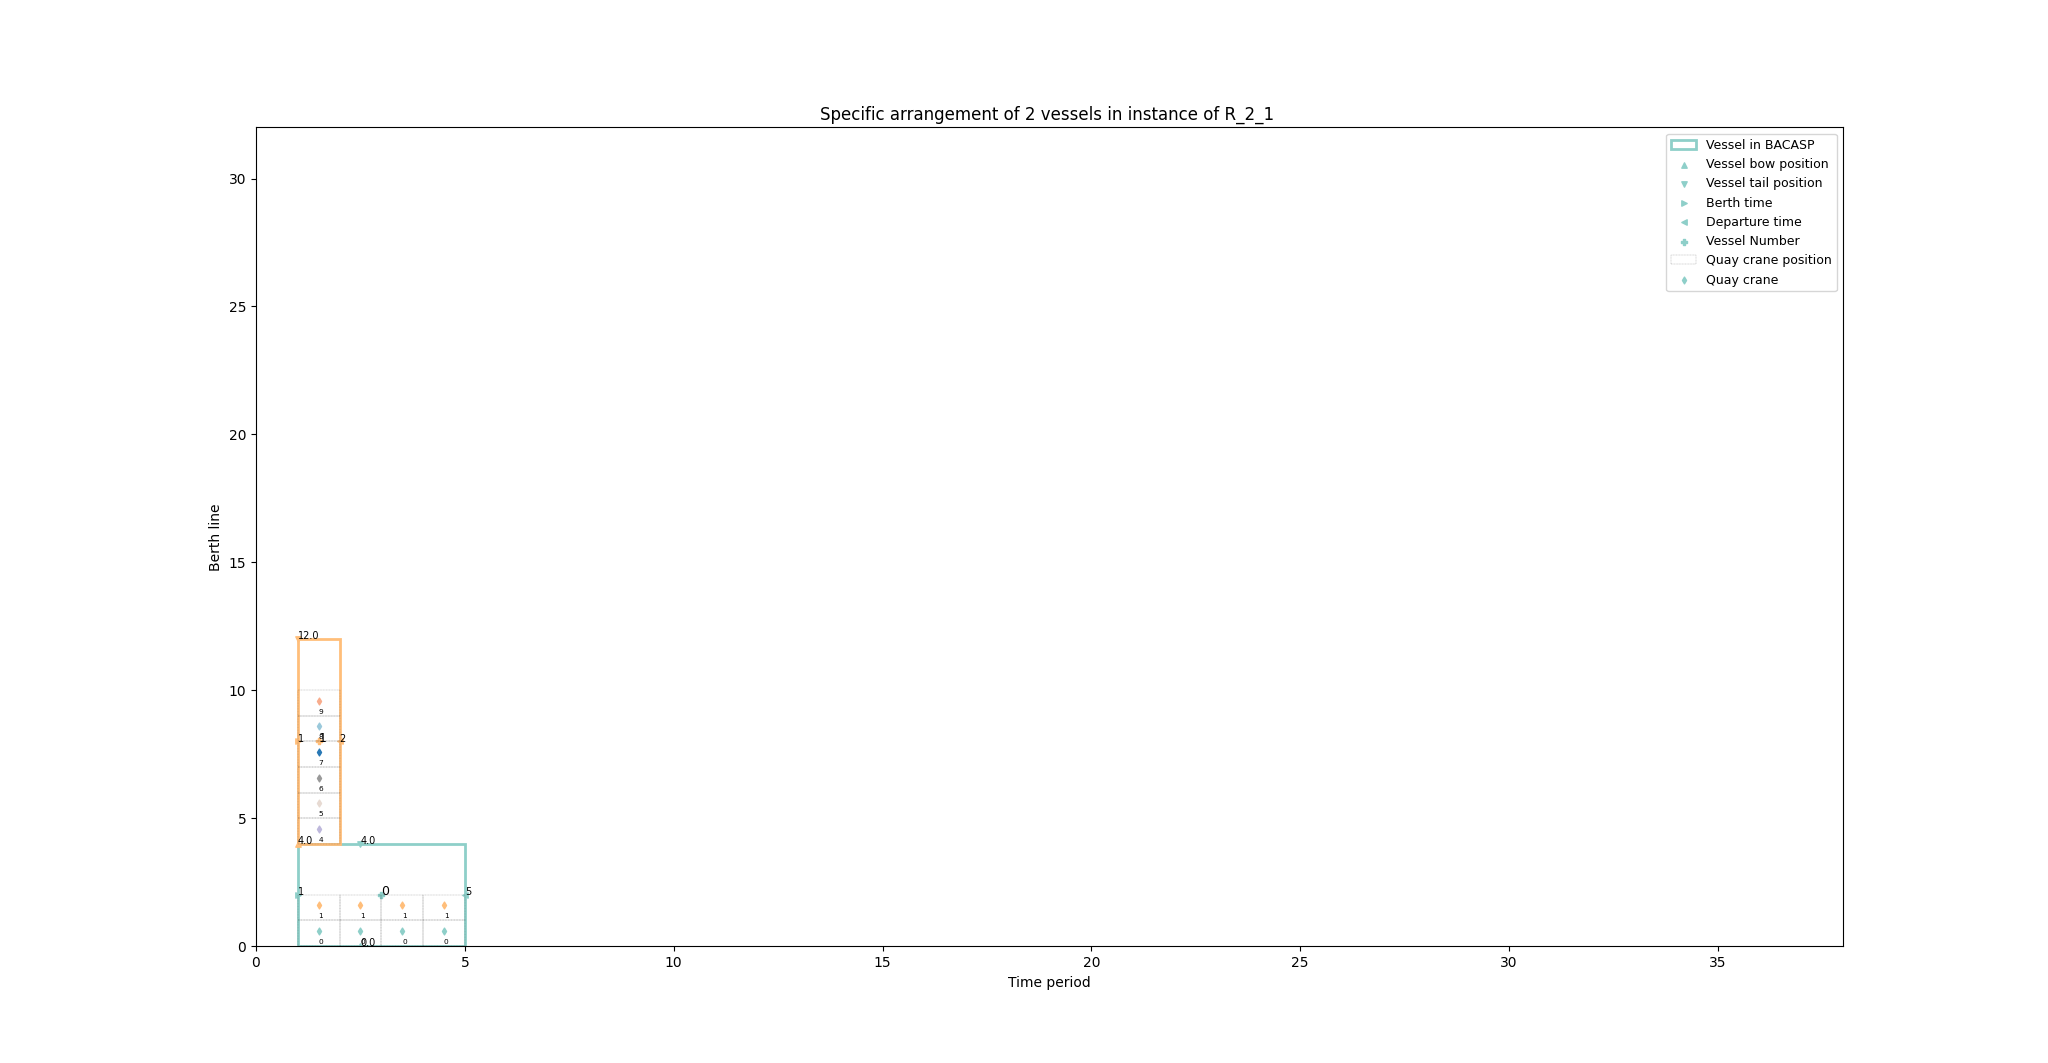 Specific arrangement of 2 vessels in instance of R_2_1
Vessel in BACASP
Vessel bow position
Vessel tail position
Berth time
Departure time
Vessel Number
Quay crane position
Quay crane
30
25
20
15
10
5
0
Berth line
12.0
9
1 1 2
7
6
5
4.0 4 4.0
1 0 5
1 1 1 1
0 0.0 0 0
0 5 10 15 20 25 30 35
Time period